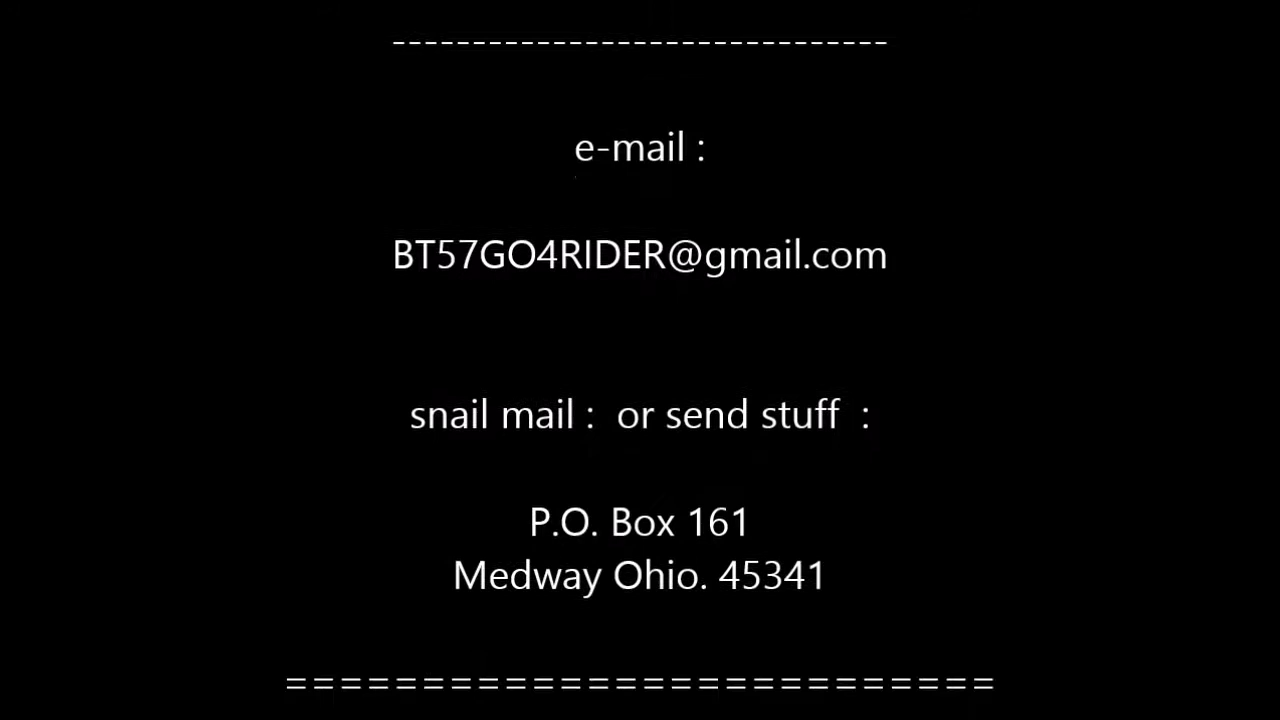 -------------------------------
e-mail :
BT57GO4RIDER@gmail.com
snail mail :  or send stuff  :
P.O. Box 161
Medway Ohio. 45341
==========================